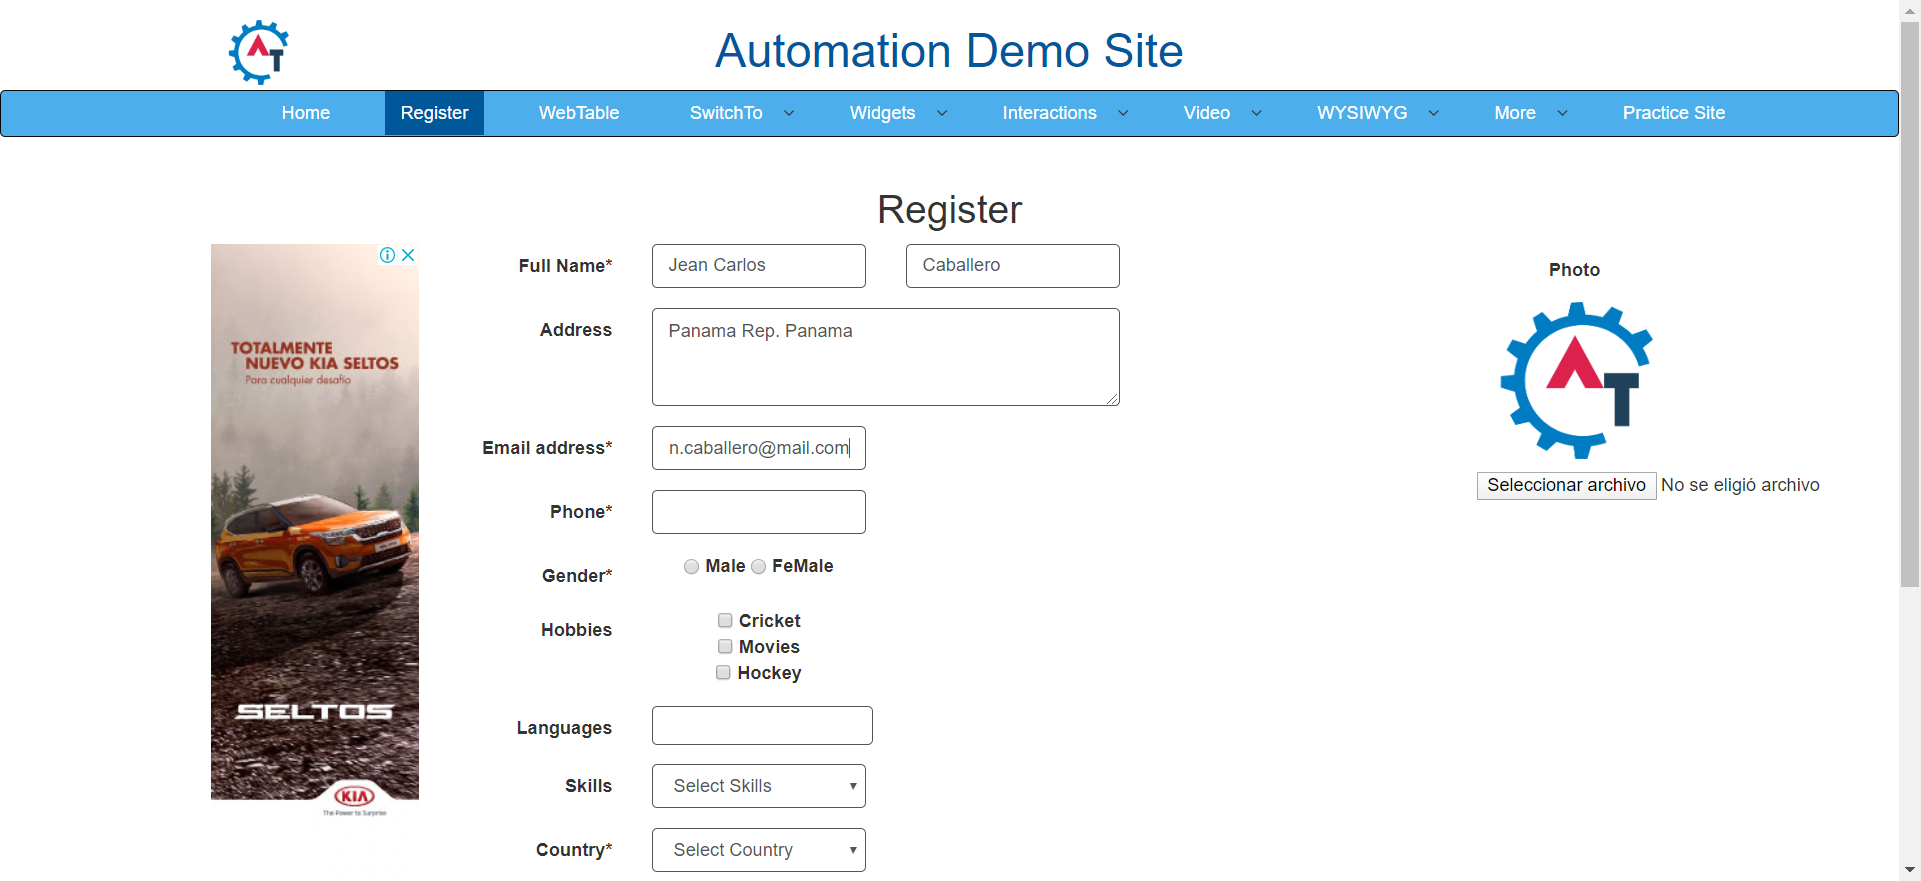 AT
Automation Demo Site
Home Register WebTable SwitchTo Widgets Interactions Video WYSIWYG More Practice Site
Register
TOTALMENTE
NUEVO KIA SELTOS
Para cualquier desafío
SELTOS
KIA
The Power to Surprise
Full Name* Jean Carlos Caballero
Address Panama Rep. Panama
Email address* n.caballero@mail.com
Phone*
Gender* Male FeMale
Hobbies Cricket
Movies
Hockey
Languages
Skills Select Skills
Country* Select Country
Photo
AT
Seleccionar archivo No se eligió archivo